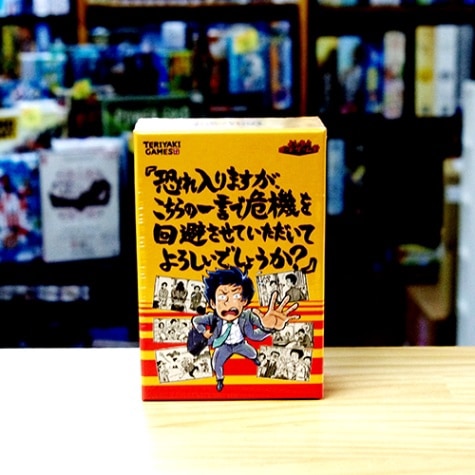 TERIYAKI
GAMES
『恐れ入りますが、
こちらの一言で危機を
回避させていただいて
よろしいでしょうか？』